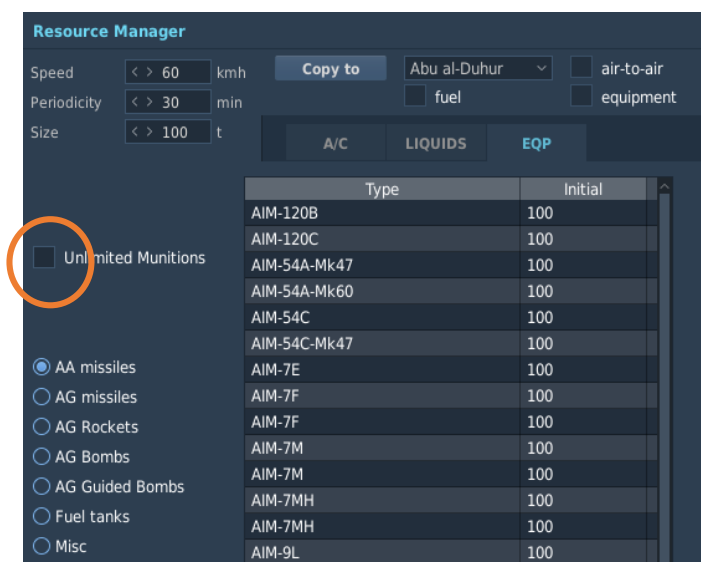 Resource Manager
Speed < > 60 kmh Copy to Abu al-Duhur air-to-air
Periodicity < > 30 min fuel equipment
Size < > 100 t
A/C LIQUIDS EQP
Type Initial
AIM-120B 100
AIM-120C 100
Unlimited Munitions
AIM-54A-Mk47 100
AIM-54A-Mk60 100
AIM-54C 100
AIM-54C-Mk47 100
AA missiles
AIM-7E 100
AG missiles
AIM-7F 100
AG Rockets
AIM-7F 100
AG Bombs
AIM-7M 100
AIM-7M 100
AG Guided Bombs
AIM-7MH 100
Fuel tanks
AIM-7MH 100
Misc
AIM-9L 100